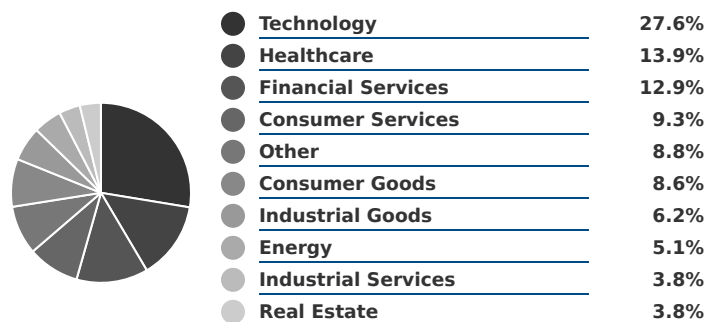 Technology 27.6%
Healthcare 13.9%
Financial Services 12.9%
Consumer Services 9.3%
Other 8.8%
Consumer Goods 8.6%
Industrial Goods 6.2%
Energy 5.1%
Industrial Services 3.8%
Real Estate 3.8%